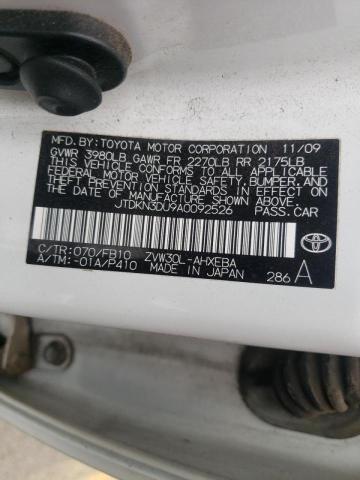 MFD.BY:TOYOTA MOTOR CORPORATION 11/09
GVWR 3980LB GAWR FR 2270LB RR 2175LB
THIS VEHICLE CONFORMS TO ALL APPLICABLE
FEDERAL MOTOR VEHICLE SAFETY, BUMPER, AND
THEFT PREVENTION STANDARDS IN EFFECT ON
THE DATE OF MANUFACTURE SHOWN ABOVE.
JTDKN3DU9A0092526 PASS.CAR
C/TR:070/FB10 ZVW30L-AHXEBA
A/TM:-01A/P410 MADE IN JAPAN 286 A
TOYOTA